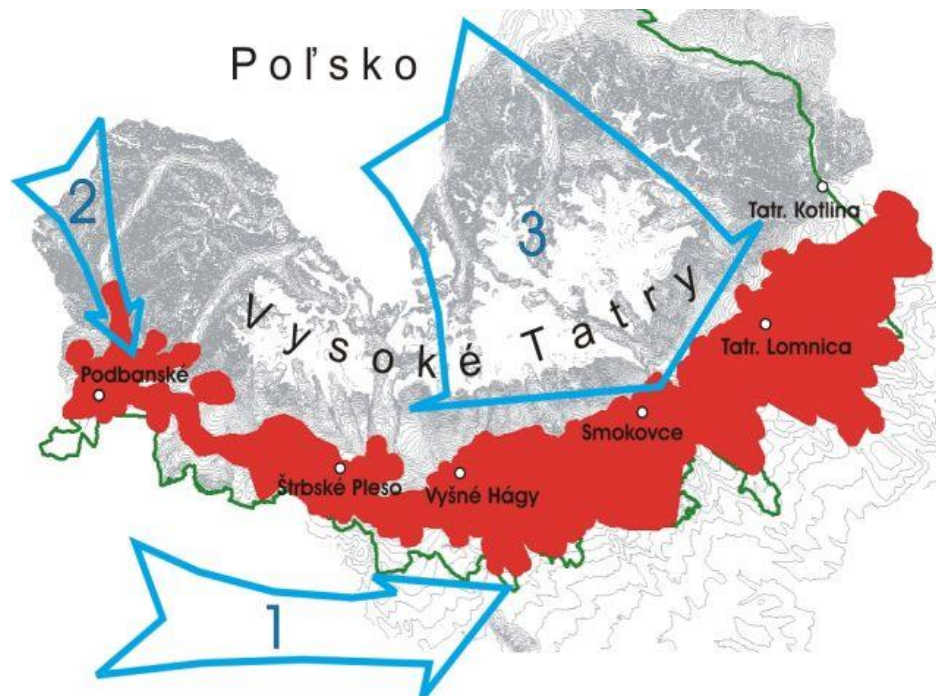 Poľsko
2
3
Tatr. Kotlina
Vysoké Tatry
Tatr. Lomnica
Podbanské
Smokovce
Štrbské Pleso
Vyšné Hágy
1